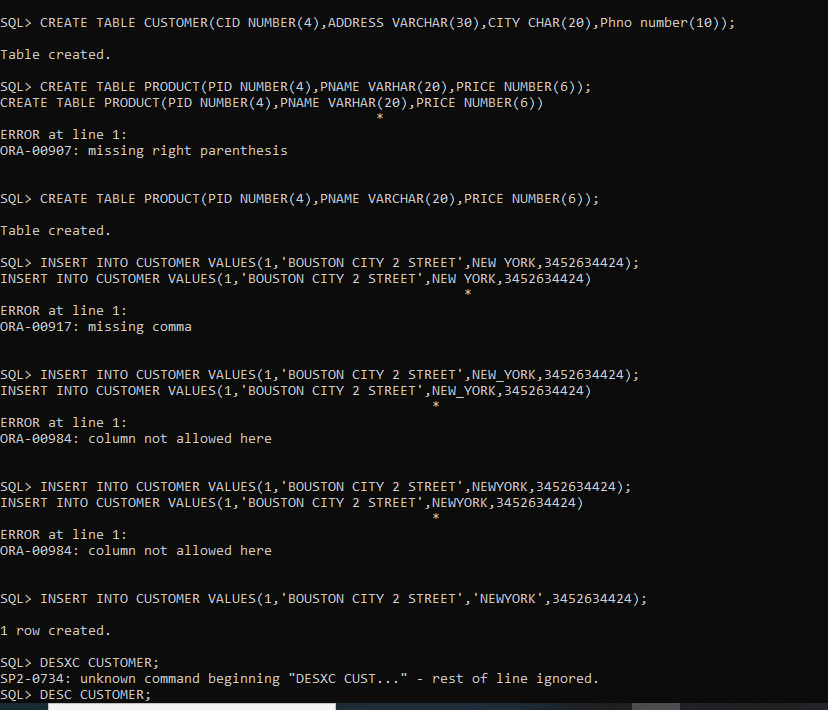 SQL> CREATE TABLE CUSTOMER(CID NUMBER(4),ADDRESS VARCHAR(30),CITY CHAR(20),Phno number(10));
Table created.
SQL> CREATE TABLE PRODUCT(PID NUMBER(4),PNAME VARHAR(20),PRICE NUMBER(6));
CREATE TABLE PRODUCT(PID NUMBER(4),PNAME VARHAR(20),PRICE NUMBER(6))
*
ERROR at line 1:
ORA-00907: missing right parenthesis
SQL> CREATE TABLE PRODUCT(PID NUMBER(4),PNAME VARCHAR(20),PRICE NUMBER(6));
Table created.
SQL> INSERT INTO CUSTOMER VALUES(1,'BOUSTON CITY 2 STREET',NEW YORK,3452634424);
INSERT INTO CUSTOMER VALUES(1,'BOUSTON CITY 2 STREET',NEW YORK,3452634424)
*
ERROR at line 1:
ORA-00917: missing comma
SQL> INSERT INTO CUSTOMER VALUES(1,'BOUSTON CITY 2 STREET',NEW_YORK,3452634424);
INSERT INTO CUSTOMER VALUES(1,'BOUSTON CITY 2 STREET',NEW_YORK,3452634424)
*
ERROR at line 1:
ORA-00984: column not allowed here
SQL> INSERT INTO CUSTOMER VALUES(1,'BOUSTON CITY 2 STREET',NEWYORK,3452634424);
INSERT INTO CUSTOMER VALUES(1,'BOUSTON CITY 2 STREET',NEWYORK,3452634424)
*
ERROR at line 1:
ORA-00984: column not allowed here
SQL> INSERT INTO CUSTOMER VALUES(1,'BOUSTON CITY 2 STREET','NEWYORK',3452634424);
1 row created.
SQL> DESXC CUSTOMER;
SP2-0734: unknown command beginning "DESXC CUST..." - rest of line ignored.
SQL> DESC CUSTOMER;